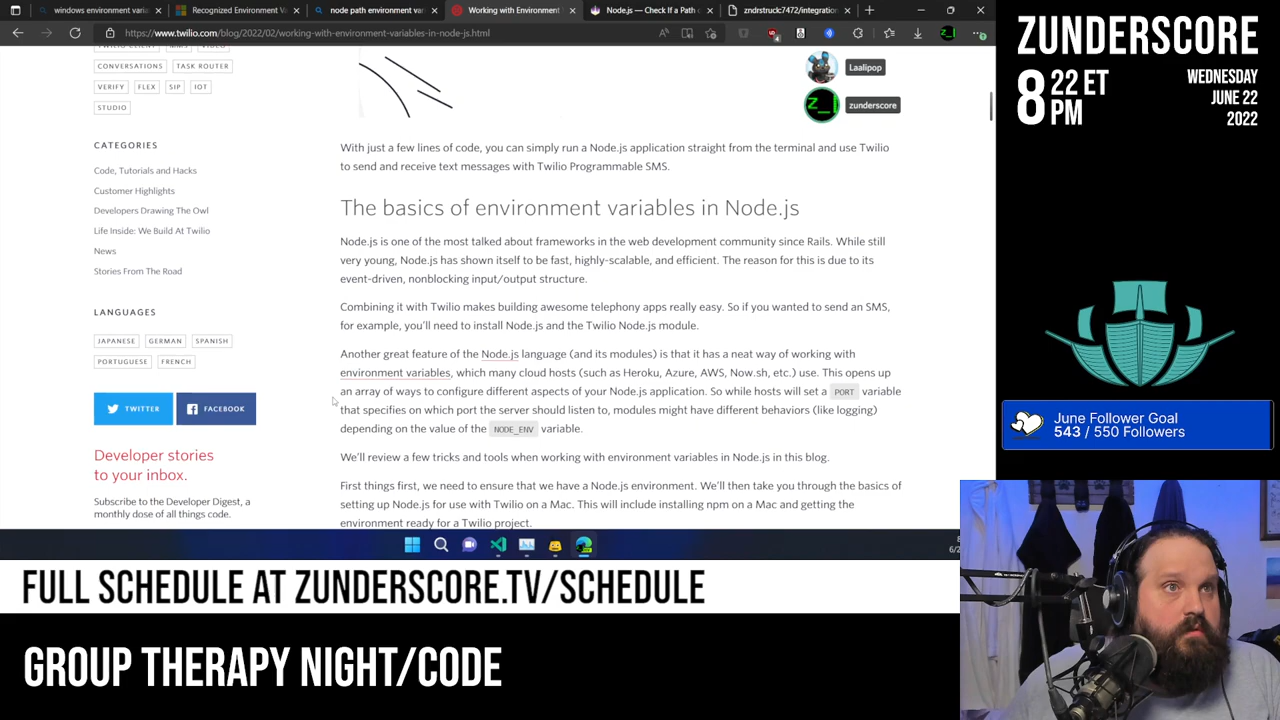 windows environment var
Recognized Environment V
node path environment var
Working with Environment
Node.js — Check If a Path
zndrstruclc7472/integration
https://www.twilio.com/blog/2022/02/working-with-environment-variables-in-node-js.html
TWILIO CLIENT
MMS
VIDEO
CONVERSATIONS
TASK ROUTER
VERIFY
FLEX
SIP
IOT
STUDIO
CATEGORIES
Code, Tutorials and Hacks
Customer Highlights
Developers Drawing The Owl
Life Inside: We Build At Twilio
News
Stories From The Road
LANGUAGES
JAPANESE
GERMAN
SPANISH
PORTUGUESE
FRENCH
TWITTER
FACEBOOK
Developer stories
to your inbox.
Subscribe to the Developer Digest, a
monthly dose of all things code.
Laalipop
zunderscore
With just a few lines of code, you can simply run a Node.js application straight from the terminal and use Twilio
to send and receive text messages with Twilio Programmable SMS.
The basics of environment variables in Node.js
Node.js is one of the most talked about frameworks in the web development community since Rails. While still
very young, Node.js has shown itself to be fast, highly-scalable, and efficient. The reason for this is due to its
event-driven, nonblocking input/output structure.
Combining it with Twilio makes building awesome telephony apps really easy. So if you wanted to send an SMS,
for example, you'll need to install Node.js and the Twilio Node.js module.
Another great feature of the Node.js language (and its modules) is that it has a neat way of working with
environment variables, which many cloud hosts (such as Heroku, Azure, AWS, Now.sh, etc.) use. This opens up
an array of ways to configure different aspects of your Node.js application. So while hosts will set a PORT variable
that specifies on which port the server should listen to, modules might have different behaviors (like logging)
depending on the value of the NODE_ENV variable.
We'll review a few tricks and tools when working with environment variables in Node.js in this blog.
First things first, we need to ensure that we have a Node.js environment. We'll then take you through the basics of
setting up Node.js for use with Twilio on a Mac. This will include installing npm on a Mac and getting the
environment ready for a Twilio project.
ZUNDERSCORE
8 22 ET
PM
WEDNESDAY
JUNE 22
2022
June Follower Goal
543 / 550 Followers
FULL SCHEDULE AT ZUNDERSCORE.TV/SCHEDULE
GROUP THERAPY NIGHT/CODE